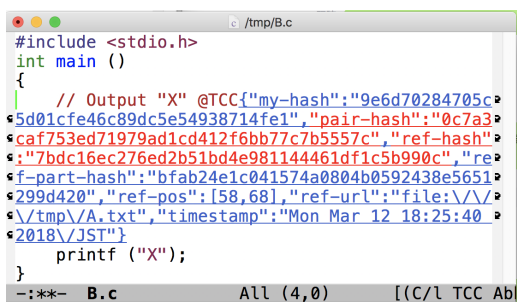 /tmp/B.c
#include <stdio.h>
int main ()
{
// Output "X" @TCC{"my-hash":"9e6d70284705c
5d01cfe46c89dc5e54938714fe1","pair-hash":"0c7a3
caf753ed71979ad1cd412f6bb77c7b5557c","ref-hash"
:"7bdc16ec276ed2b51bd4e981144461df1c5b990c","re
f-part-hash":"bfab24e1c041574a0804b0592438e5651
299d420","ref-pos":[58,68],"ref-url":"file:\/\/
\/tmp\/A.txt","timestamp":"Mon Mar 12 18:25:40
2018\/JST"}
printf ("X");
}
-:**- B.c All (4,0) [(C/l TCC Ab